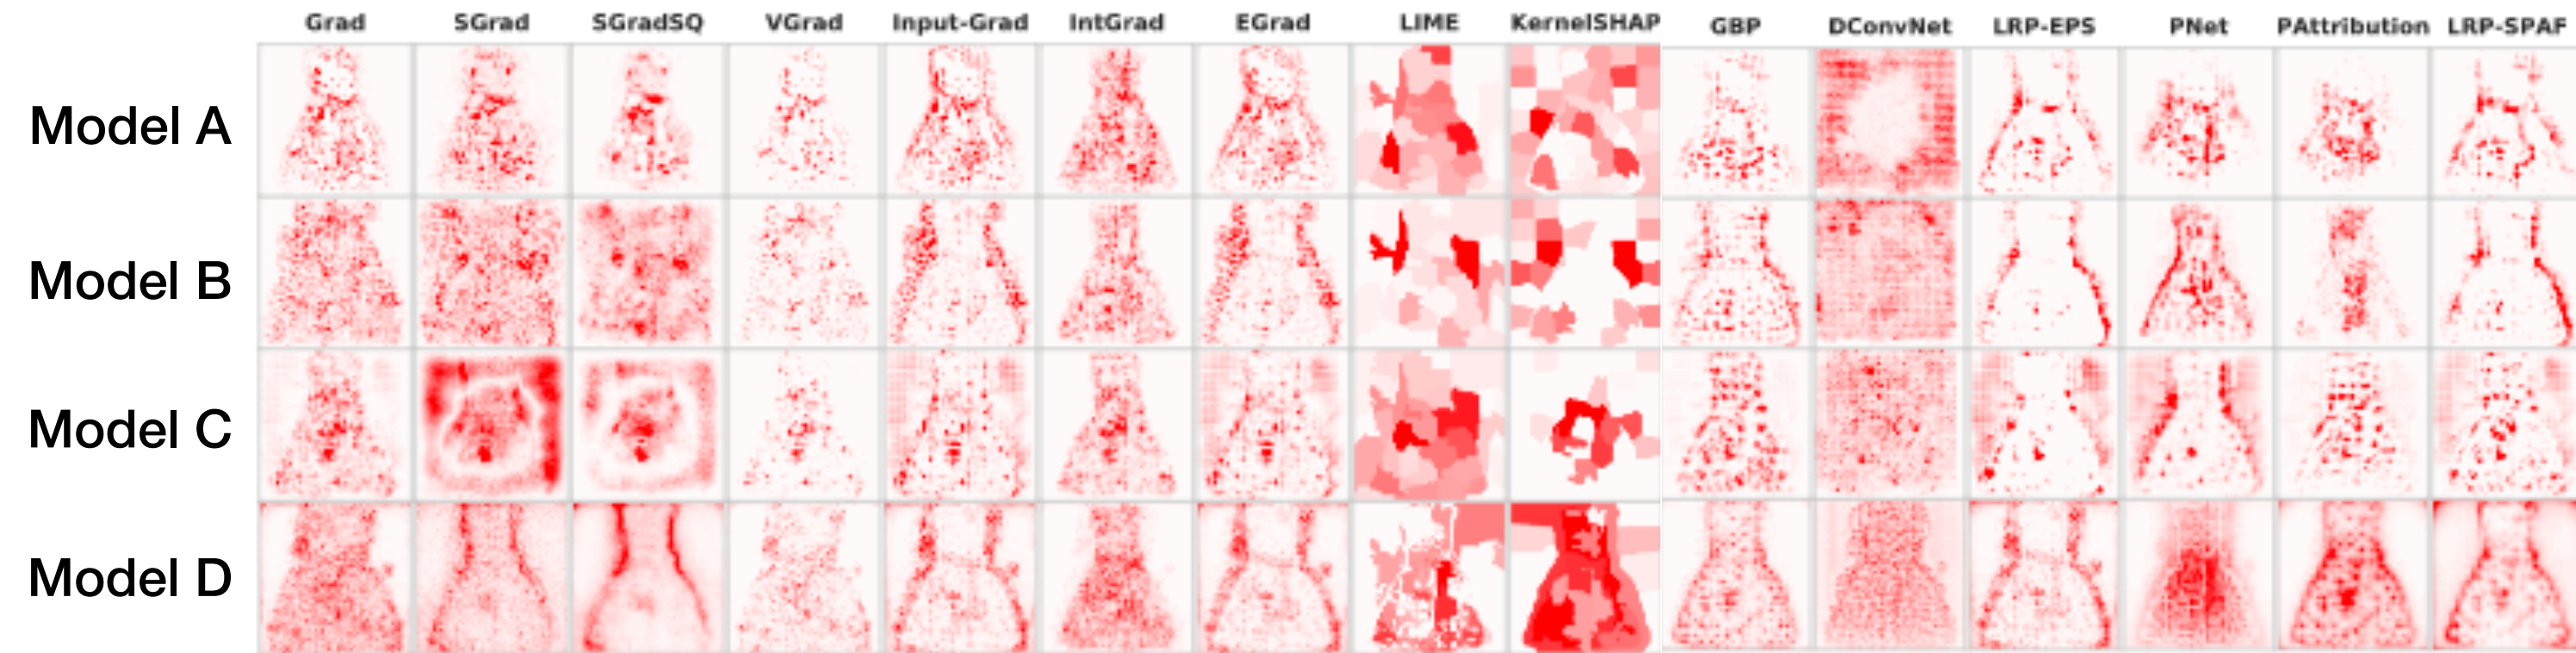 Grad SGrad SGradSQ VGrad Input-Grad IntGrad EGrad LIME KernelSHAP GBP DConvNet LRP-EPS PNet PAttribution LRP-SPAF
Model A
Model B
Model C
Model D